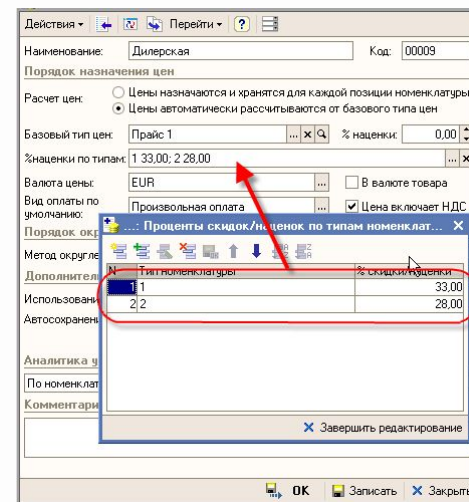 Действия Перейти ?
Наименование: Дилерская Код: 00009
Порядок назначения цен
Расчет цен: Цены назначаются и хранятся для каждой позиции номенклатуры
Цены автоматически рассчитываются от базового типа цен
Базовый тип цен: Прайс 1 ... x % наценки: 0,00
%наценки по типам: 1 33,00; 2 28,00 ... x
Валюта цены: EUR ... В валюте товара
Вид оплаты по умолчанию: Произвольная оплата ... Цена включает НДС
Порядок окр
...: Проценты скидок/наценок по типам номенклат... X
Метод округле
Дополнител
N Тип номенклатуры % скидки/наценки
Использовани 1 1 33,00
2 2 28,00
Автосохранен
Аналитика у
По номенклат
Комментари
X Завершить редактирование
OK Записать X Закрыть